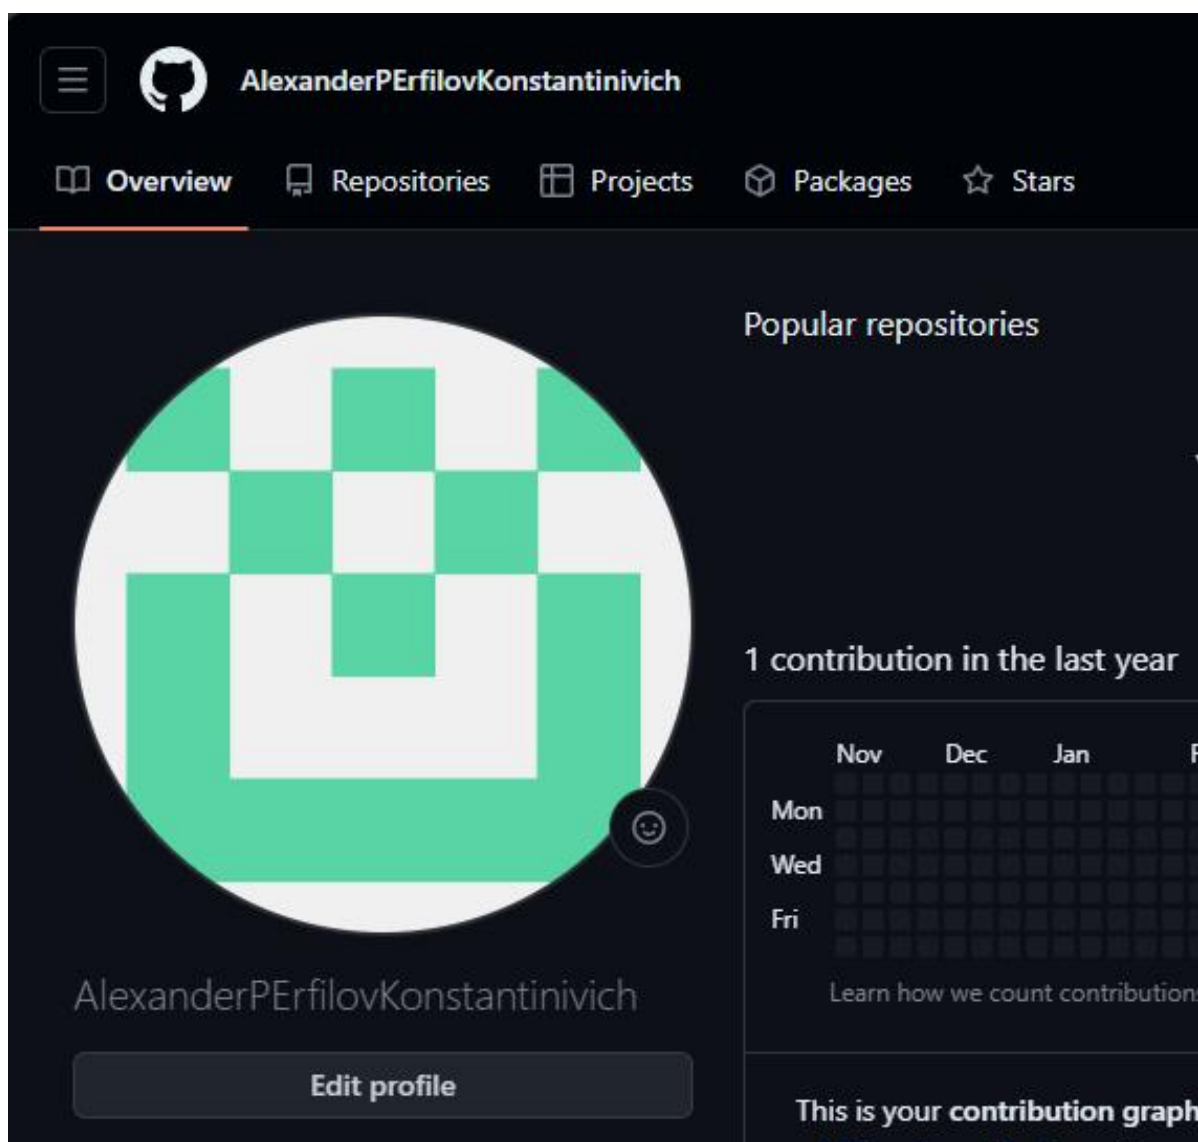 AlexanderPErfilovKonstantinivich
Overview Repositories Projects Packages Stars
Popular repositories
1 contribution in the last year
Nov Dec Jan
Mon
Wed
Fri
Learn how we count contributions
AlexanderPErfilovKonstantinivich
Edit profile
This is your contribution graph